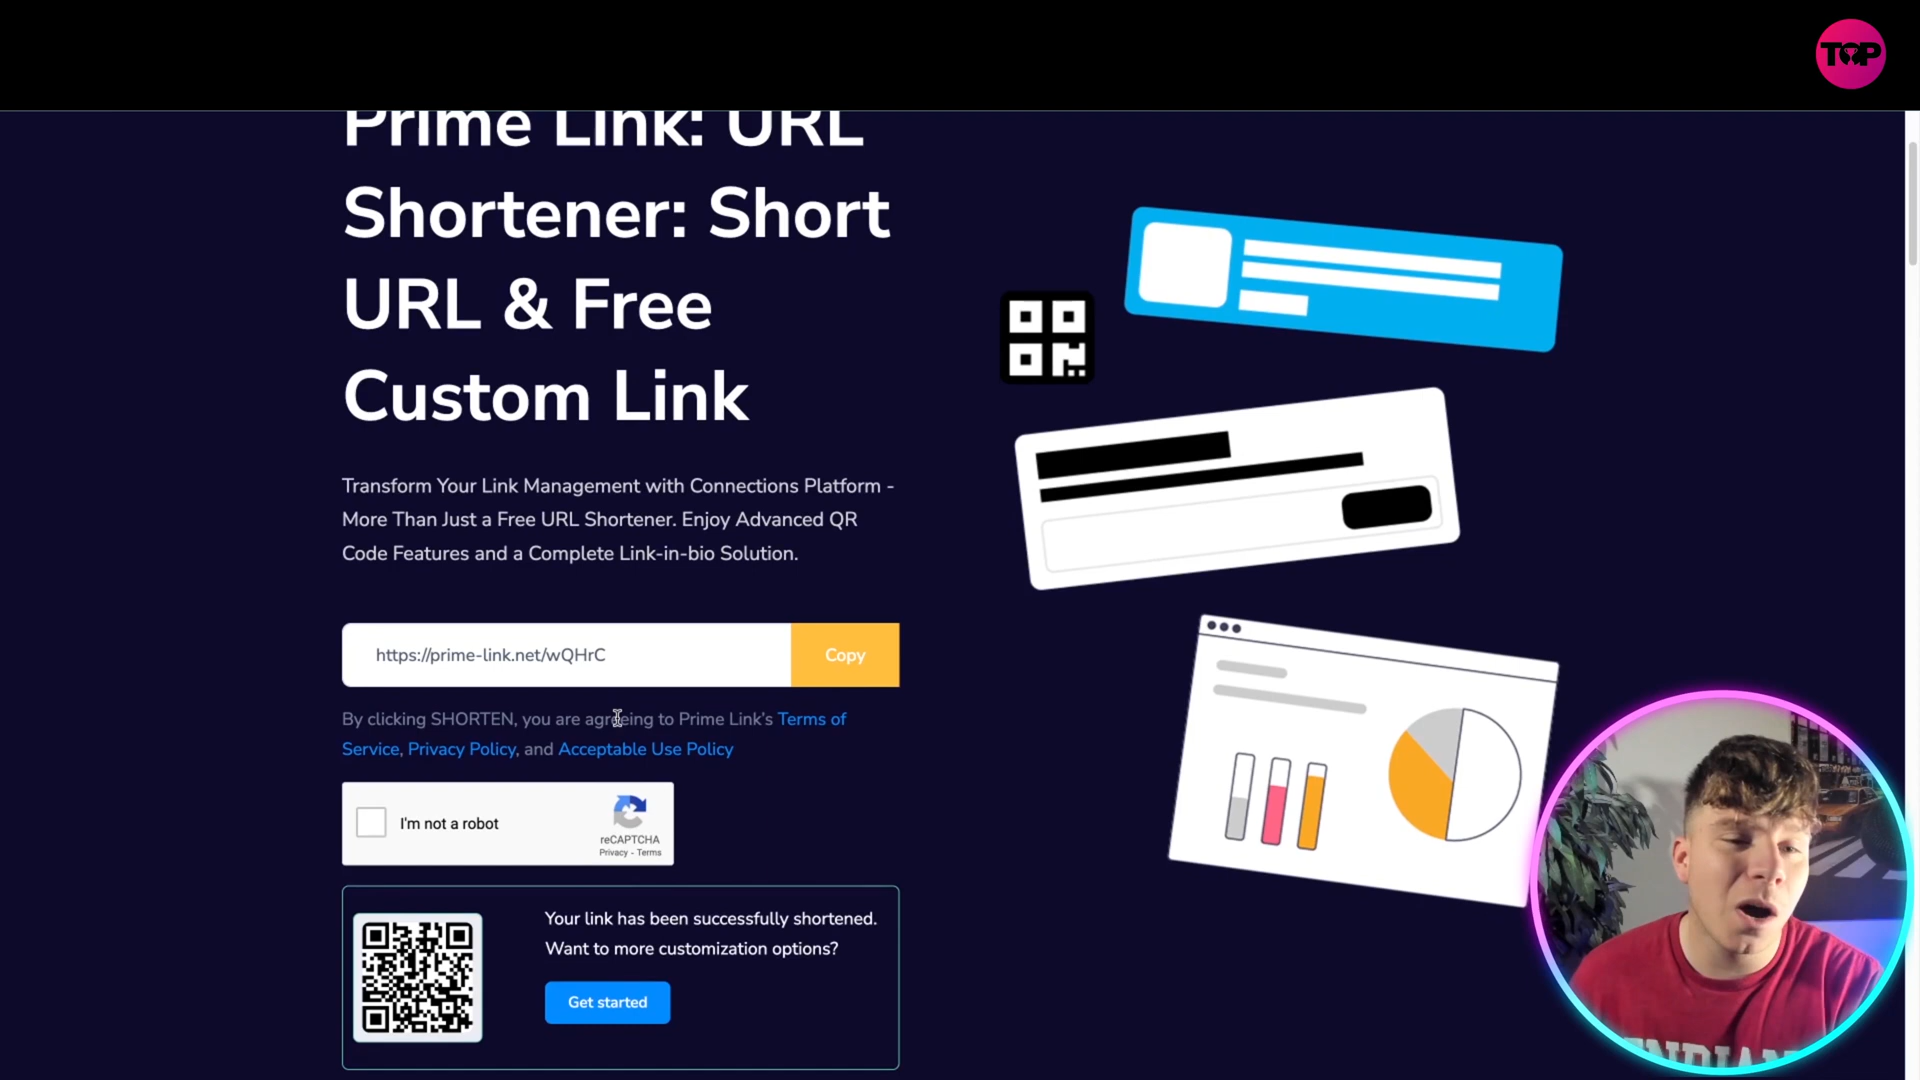 TOP
Prime Link: URL
Shortener: Short
URL & Free
Custom Link
Transform Your Link Management with Connections Platform -
More Than Just a Free URL Shortener. Enjoy Advanced QR
Code Features and a Complete Link-in-bio Solution.
https://prime-link.net/wQHrC
Copy
By clicking SHORTEN, you are agreeing to Prime Link's Terms of
Service, Privacy Policy, and Acceptable Use Policy
I'm not a robot
reCAPTCHA
Privacy - Terms
Your link has been successfully shortened.
Want to more customization options?
Get started